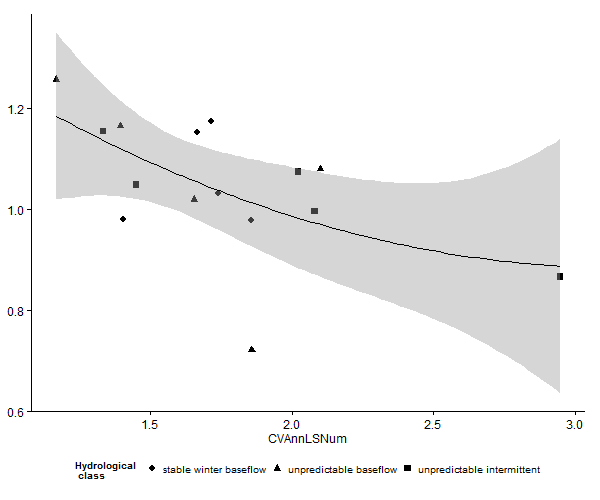 1.2
1.0
0.8
0.6
1.5 2.0 2.5 3.0
CVAnnLSNum
Hydrological class stable winter baseflow unpredictable baseflow unpredictable intermittent